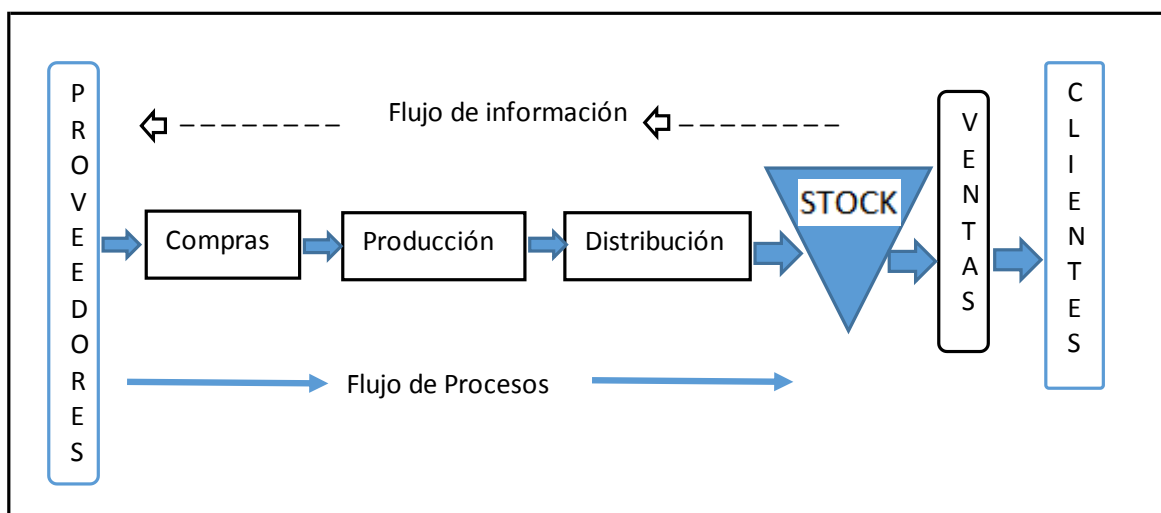 PROVEEDORES
Flujo de información
VENTAS
CLIENTES
STOCK
Compras
Producción
Distribución
Flujo de Procesos